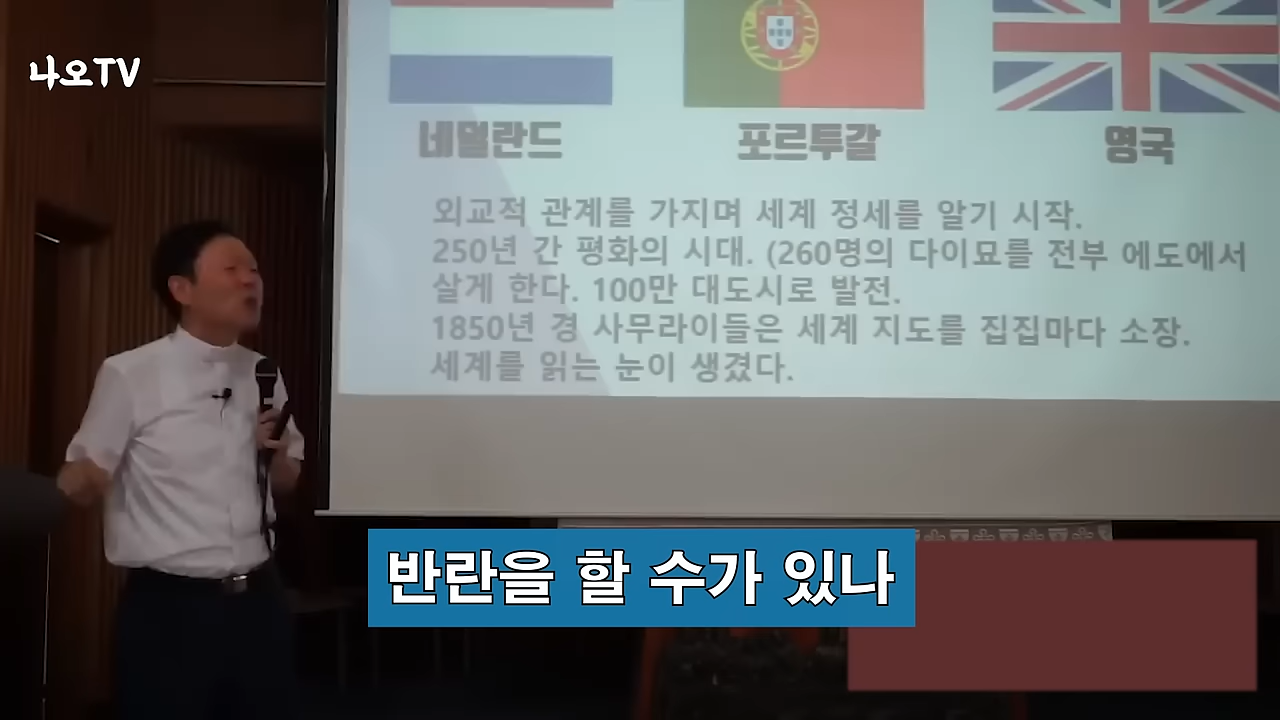 나오TV
네덜란드
포르투갈
영국
외교적 관계를 가지며 세계 정세를 알기 시작.
250년 간 평화의 시대. (260명의 다이묘를 전부 에도에서
살게 한다. 100만 대도시로 발전.
1850년 경 사무라이들은 세계 지도를 집집마다 소장.
세계를 읽는 눈이 생겼다.
반란을 할 수가 있나